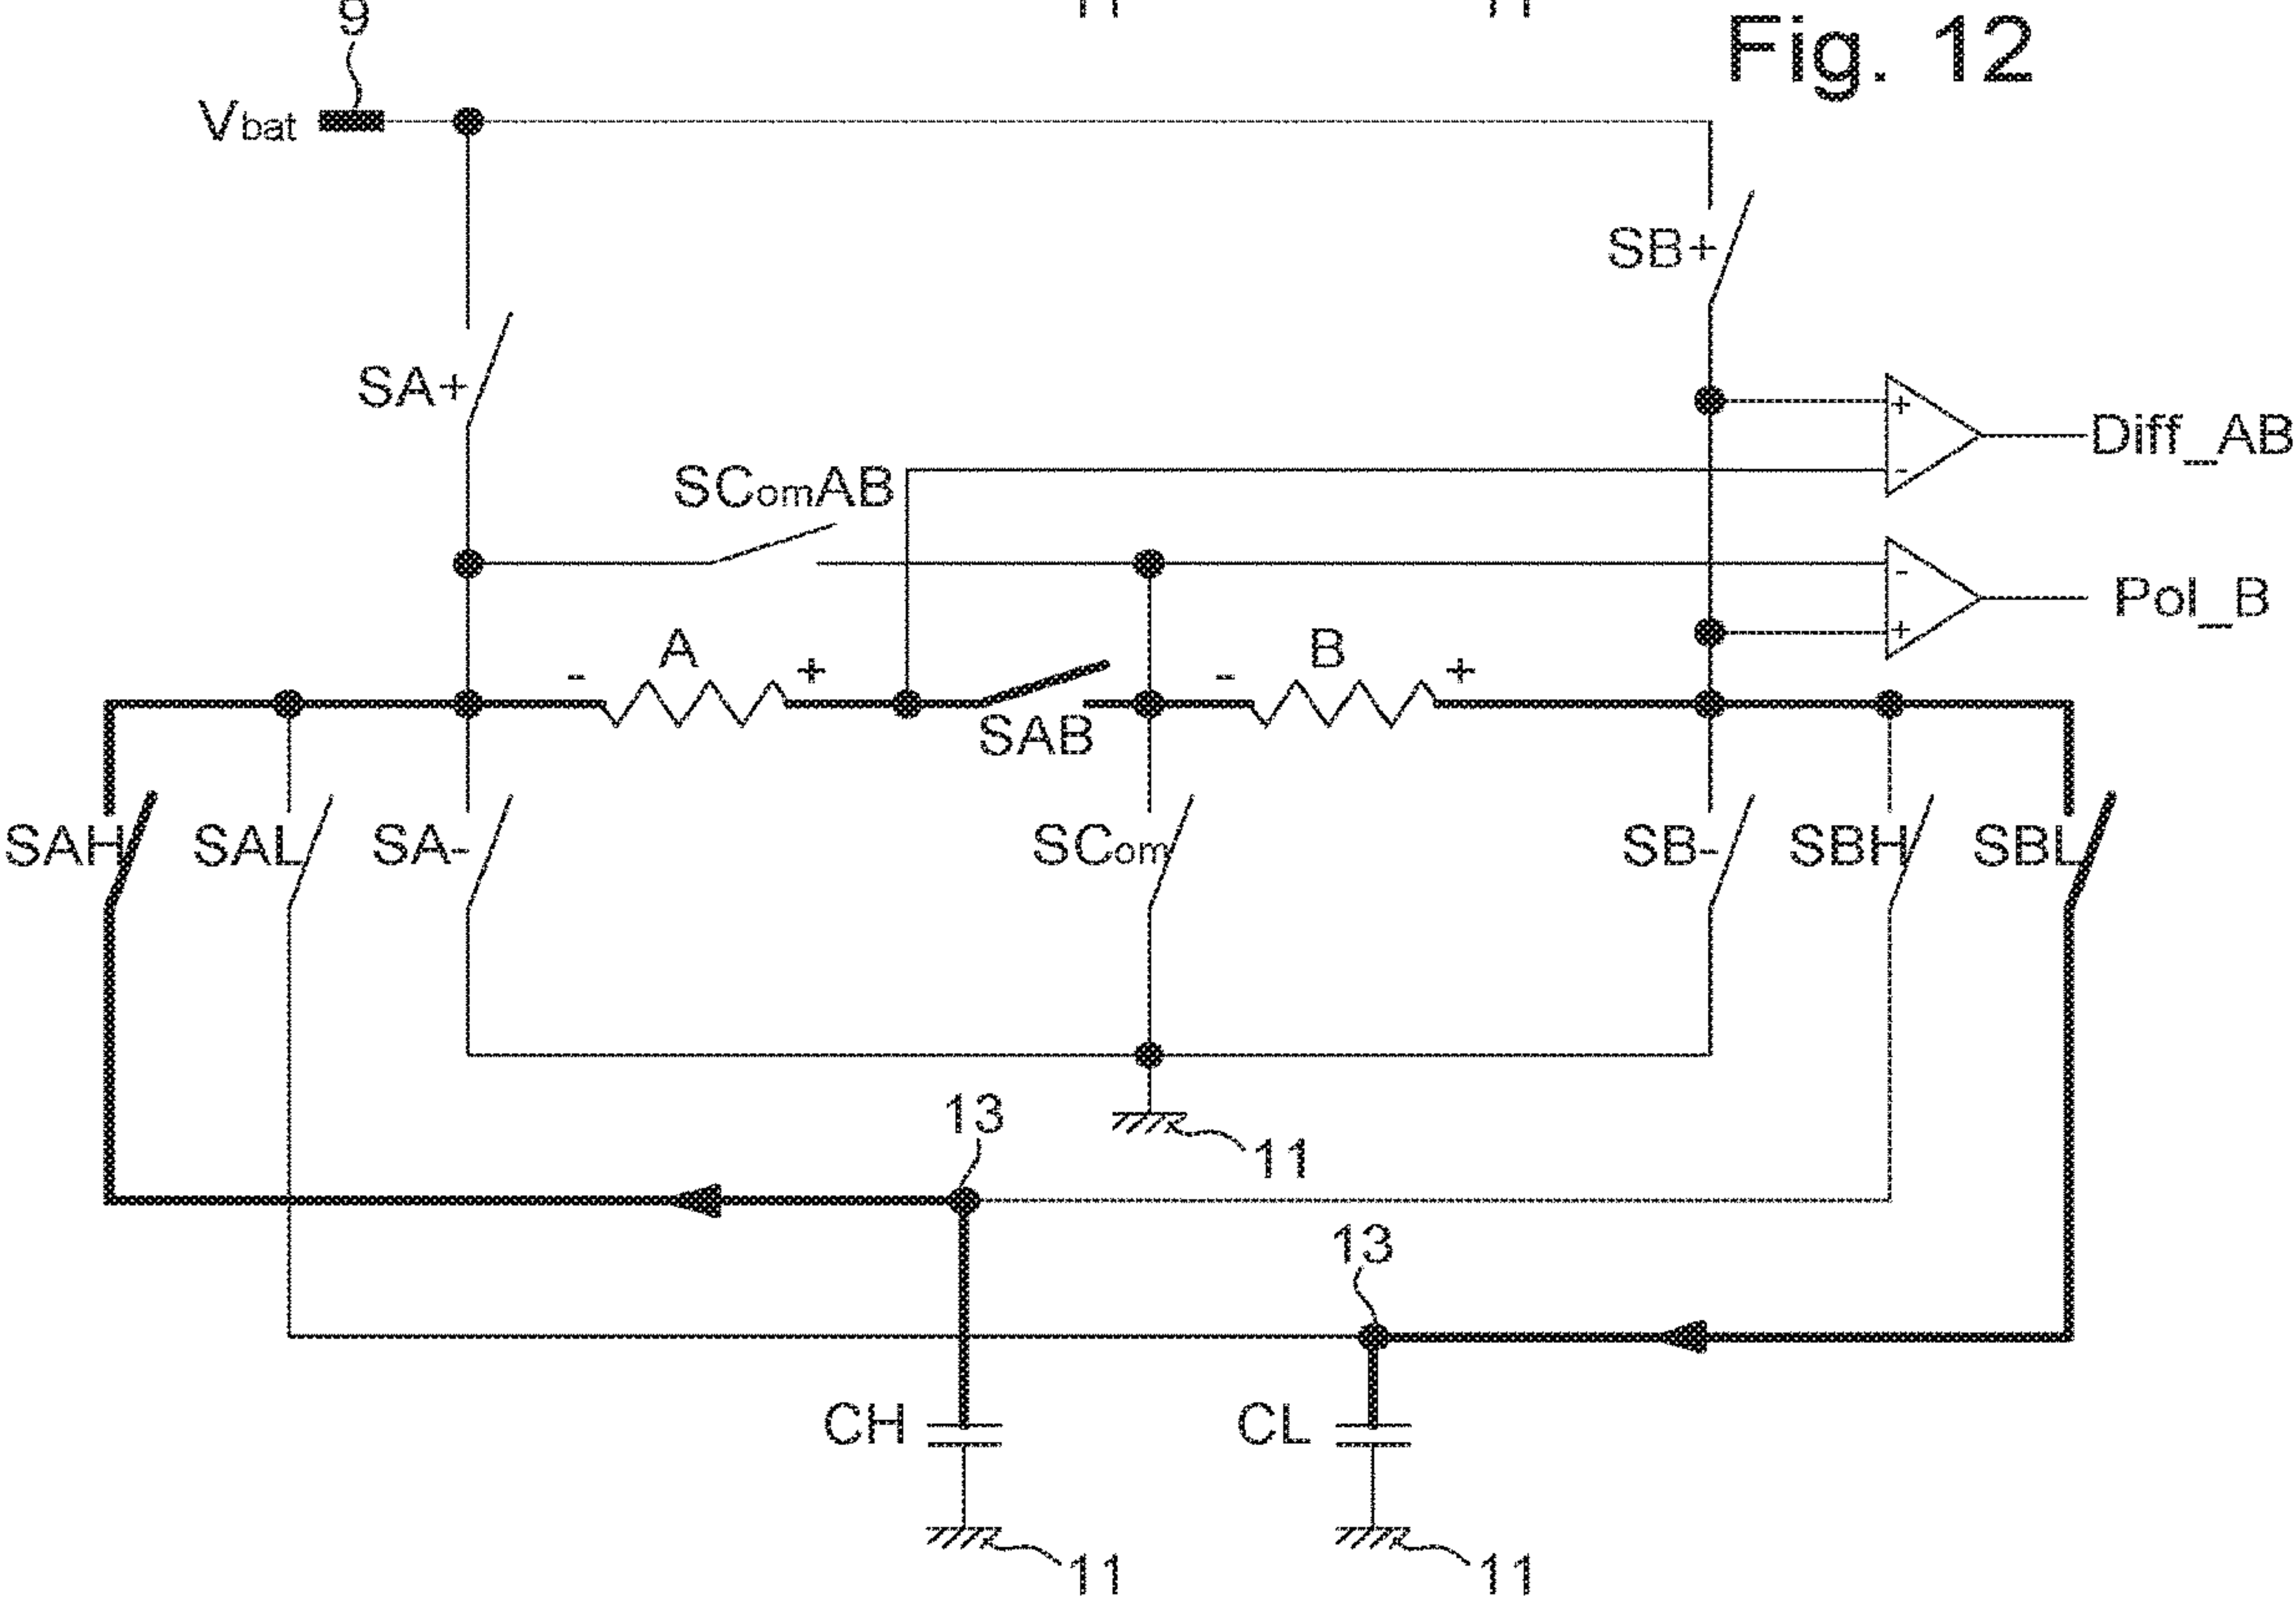 9
Fig. 12
Vbat
SB+
SA+
+
Diff_AB
-
SComAB
-
Pol_B
+
A
B
-
+
-
+
SAB
SAH
SAL
SA-
SCom
SB-
SBH
SBL
13
11
13
CH
CL
11
11